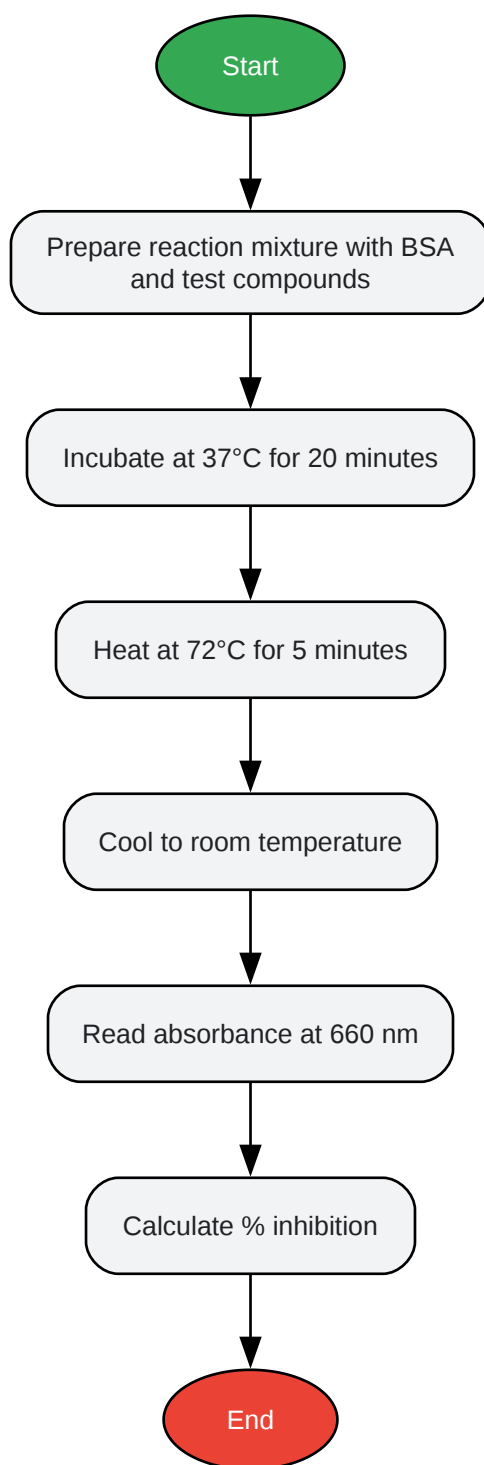 Start
Prepare reaction mixture with BSA
and test compounds
Incubate at 37°C for 20 minutes
Heat at 72°C for 5 minutes
Cool to room temperature
Read absorbance at 660 nm
Calculate % inhibition
End